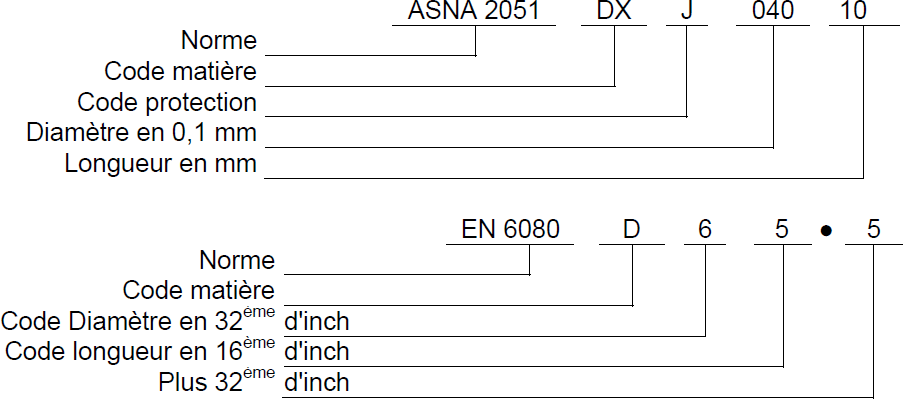 ASNA 2051 DX J 040 10
Norme
Code matière
Code protection
Diamètre en 0,1 mm
Longueur en mm
EN 6080 D 6 5 • 5
Norme
Code matière
Code Diamètre en 32ème d'inch
Code longueur en 16ème d'inch
Plus 32ème d'inch